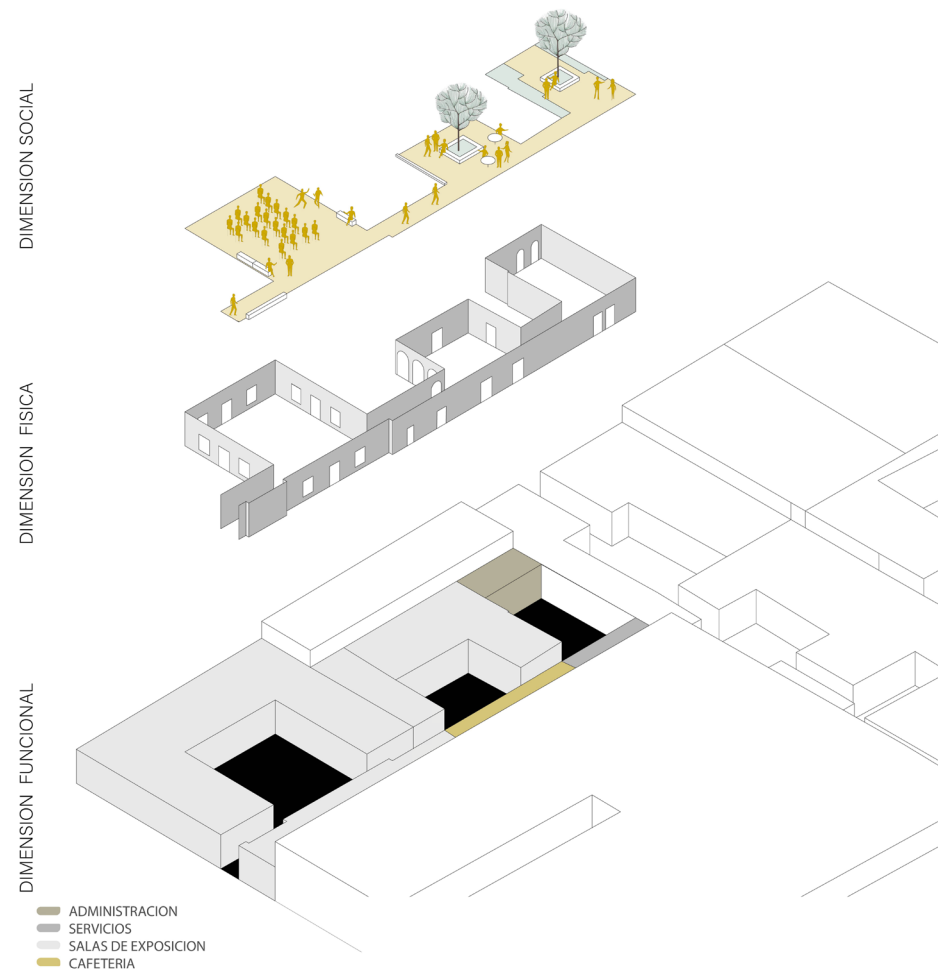 DIMENSION SOCIAL
DIMENSION FISICA
DIMENSION FUNCIONAL
ADMINISTRACION
SERVICIOS
SALAS DE EXPOSICION
CAFETERIA